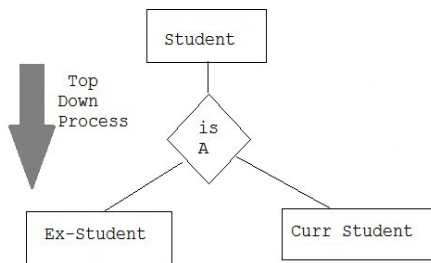 Student
Top
Down
Process
is
A
Ex-Student
Curr Student